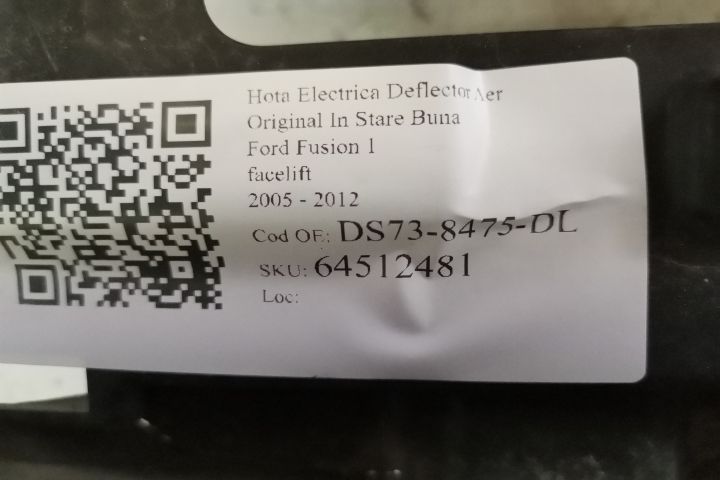 Hota Electrica Deflector Aer
Original In Stare Buna
Ford Fusion 1
facelift
2005 - 2012
Cod OE: DS73-8475-DL
SKU: 64512481
Loc: